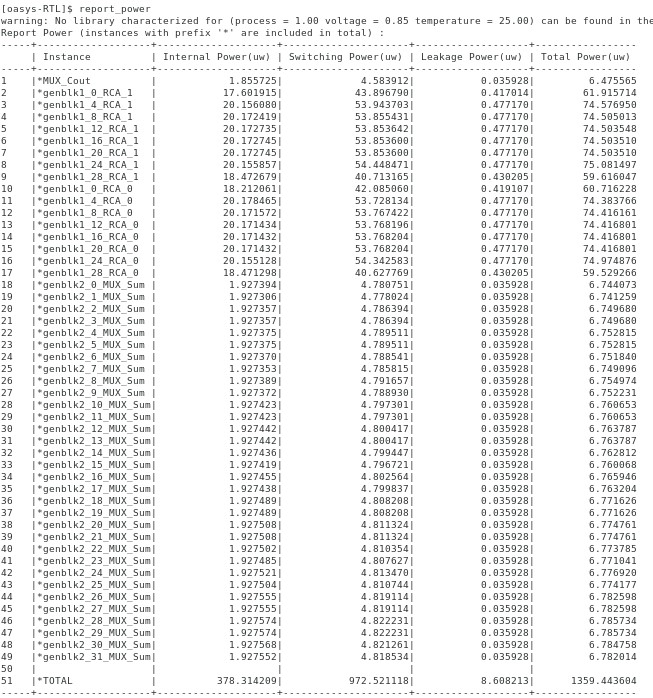 [oasys-RTL]$ report_power
warning: No library characterized for (process = 1.00 voltage = 0.85 temperature = 25.00) can be found in the
Report Power (instances with prefix '*' are included in total) :
-----+------------------+--------------------+---------------------+-------------------+----------------
     | Instance         | Internal Power(uw) | Switching Power(uw) | Leakage Power(uw) | Total Power(uw)
-----+------------------+--------------------+---------------------+-------------------+----------------
1    |*MUX_Cout         |            1.855725|             4.583912|           0.035928|        6.475565
2    |*genblk1_0_RCA_1  |           17.601915|            43.896790|           0.417014|       61.915714
3    |*genblk1_4_RCA_1  |           20.156080|            53.943703|           0.477170|       74.576950
4    |*genblk1_8_RCA_1  |           20.172419|            53.855431|           0.477170|       74.505013
5    |*genblk1_12_RCA_1 |           20.172735|            53.853642|           0.477170|       74.503548
6    |*genblk1_16_RCA_1 |           20.172745|            53.853600|           0.477170|       74.503510
7    |*genblk1_20_RCA_1 |           20.172745|            53.853600|           0.477170|       74.503510
8    |*genblk1_24_RCA_1 |           20.155857|            54.448471|           0.477170|       75.081497
9    |*genblk1_28_RCA_1 |           18.472679|            40.713165|           0.430205|       59.616047
10   |*genblk1_0_RCA_0  |           18.212061|            42.085060|           0.419107|       60.716228
11   |*genblk1_4_RCA_0  |           20.178465|            53.728134|           0.477170|       74.383766
12   |*genblk1_8_RCA_0  |           20.171572|            53.767422|           0.477170|       74.416161
13   |*genblk1_12_RCA_0 |           20.171434|            53.768196|           0.477170|       74.416801
14   |*genblk1_16_RCA_0 |           20.171432|            53.768204|           0.477170|       74.416801
15   |*genblk1_20_RCA_0 |           20.171432|            53.768204|           0.477170|       74.416801
16   |*genblk1_24_RCA_0 |           20.155128|            54.342583|           0.477170|       74.974876
17   |*genblk1_28_RCA_0 |           18.471298|            40.627769|           0.430205|       59.529266
18   |*genblk2_0_MUX_Sum |            1.927394|             4.780751|           0.035928|        6.744073
19   |*genblk2_1_MUX_Sum |            1.927306|             4.778024|           0.035928|        6.741259
20   |*genblk2_2_MUX_Sum |            1.927357|             4.786394|           0.035928|        6.749680
21   |*genblk2_3_MUX_Sum |            1.927357|             4.786394|           0.035928|        6.749680
22   |*genblk2_4_MUX_Sum |            1.927375|             4.789511|           0.035928|        6.752815
23   |*genblk2_5_MUX_Sum |            1.927375|             4.789511|           0.035928|        6.752815
24   |*genblk2_6_MUX_Sum |            1.927370|             4.788541|           0.035928|        6.751840
25   |*genblk2_7_MUX_Sum |            1.927353|             4.785815|           0.035928|        6.749096
26   |*genblk2_8_MUX_Sum |            1.927389|             4.791657|           0.035928|        6.754974
27   |*genblk2_9_MUX_Sum |            1.927372|             4.788930|           0.035928|        6.752231
28   |*genblk2_10_MUX_Sum|            1.927423|             4.797301|           0.035928|        6.760653
29   |*genblk2_11_MUX_Sum|            1.927423|             4.797301|           0.035928|        6.760653
30   |*genblk2_12_MUX_Sum|            1.927442|             4.800417|           0.035928|        6.763787
31   |*genblk2_13_MUX_Sum|            1.927442|             4.800417|           0.035928|        6.763787
32   |*genblk2_14_MUX_Sum|            1.927436|             4.799447|           0.035928|        6.762812
33   |*genblk2_15_MUX_Sum|            1.927419|             4.796721|           0.035928|        6.760068
34   |*genblk2_16_MUX_Sum|            1.927455|             4.802564|           0.035928|        6.765946
35   |*genblk2_17_MUX_Sum|            1.927438|             4.799837|           0.035928|        6.763204
36   |*genblk2_18_MUX_Sum|            1.927489|             4.808208|           0.035928|        6.771626
37   |*genblk2_19_MUX_Sum|            1.927489|             4.808208|           0.035928|        6.771626
38   |*genblk2_20_MUX_Sum|            1.927508|             4.811324|           0.035928|        6.774761
39   |*genblk2_21_MUX_Sum|            1.927508|             4.811324|           0.035928|        6.774761
40   |*genblk2_22_MUX_Sum|            1.927502|             4.810354|           0.035928|        6.773785
41   |*genblk2_23_MUX_Sum|            1.927485|             4.807627|           0.035928|        6.771041
42   |*genblk2_24_MUX_Sum|            1.927521|             4.813470|           0.035928|        6.776920
43   |*genblk2_25_MUX_Sum|            1.927504|             4.810744|           0.035928|        6.774177
44   |*genblk2_26_MUX_Sum|            1.927555|             4.819114|           0.035928|        6.782598
45   |*genblk2_27_MUX_Sum|            1.927555|             4.819114|           0.035928|        6.782598
46   |*genblk2_28_MUX_Sum|            1.927574|             4.822231|           0.035928|        6.785734
47   |*genblk2_29_MUX_Sum|            1.927574|             4.822231|           0.035928|        6.785734
48   |*genblk2_30_MUX_Sum|            1.927568|             4.821261|           0.035928|        6.784758
49   |*genblk2_31_MUX_Sum|            1.927552|             4.818534|           0.035928|        6.782014
50   |                  |                    |                     |                   |
51   |*TOTAL            |          378.314209|           972.521118|           8.608213|     1359.443604
-----+------------------+--------------------+---------------------+-------------------+----------------